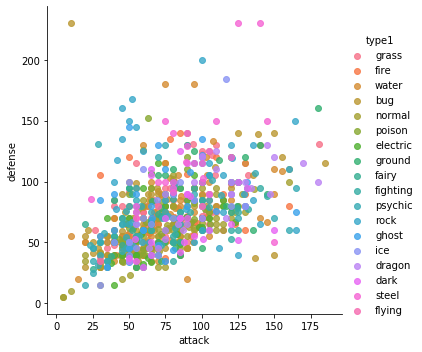 type1
grass
fire
water
bug
normal
poison
electric
ground
fairy
fighting
psychic
rock
ghost
ice
dragon
dark
steel
flying
200
150
100
50
0
defense
0 25 50 75 100 125 150 175
attack